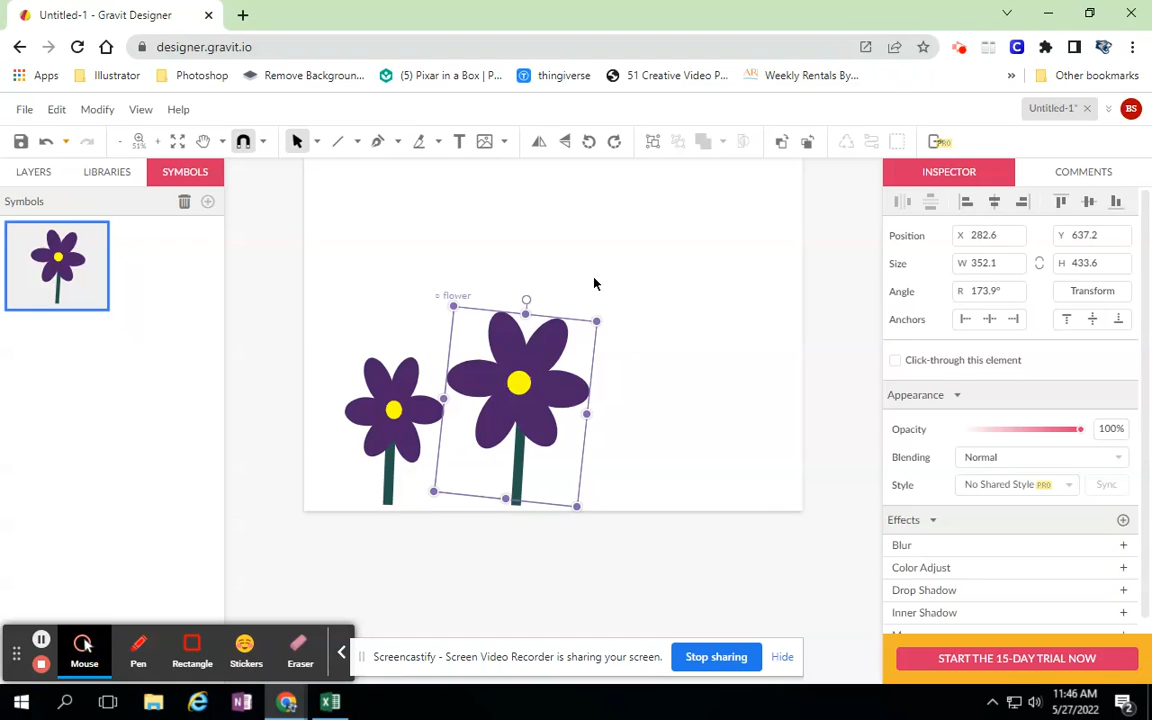 Untitled-1 - Gravit Designer
designer.gravit.io
Apps Illustrator Photoshop Remove Backgroun... (5) Pixar in a Box | P... thingiverse 51 Creative Video P... AR Weekly Rentals By... » Other bookmarks
File Edit Modify View Help Untitled-1* BS
51% PRO
LAYERS LIBRARIES SYMBOLS INSPECTOR COMMENTS
Symbols
Position X 282.6 Y 637.2
Size W 352.1 H 433.6
Angle R 173.9° Transform
flower
Anchors
Click-through this element
Appearance
Opacity 100%
Blending Normal
Style No Shared Style PRO Sync
Effects
Blur
Color Adjust
Drop Shadow
Inner Shadow
Mouse Pen Rectangle Stickers Eraser
Screencastify - Screen Video Recorder is sharing your screen. Stop sharing Hide
START THE 15-DAY TRIAL NOW
11:46 AM
5/27/2022
2